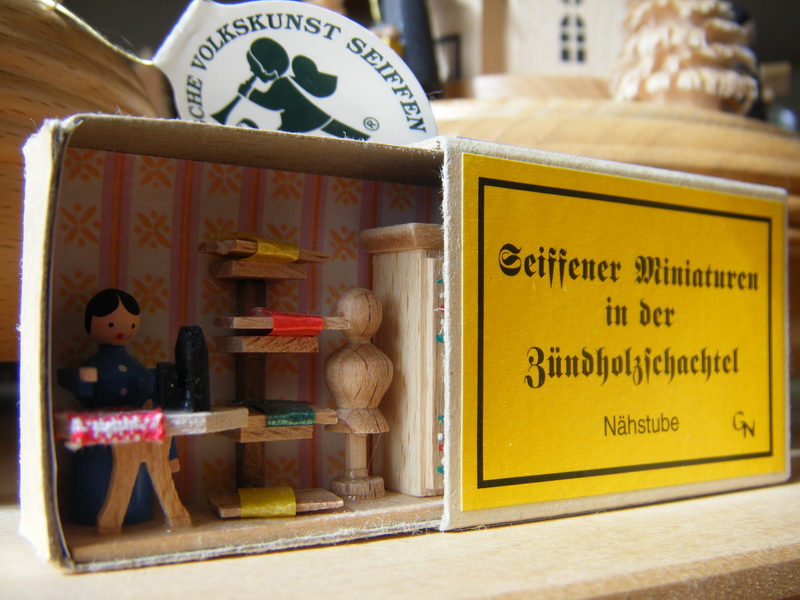 CHE VOLKSKUNST SEIFFEN
®
Seiffener Miniaturen
in der
Zündholzſchachtel
Nähstube
GN